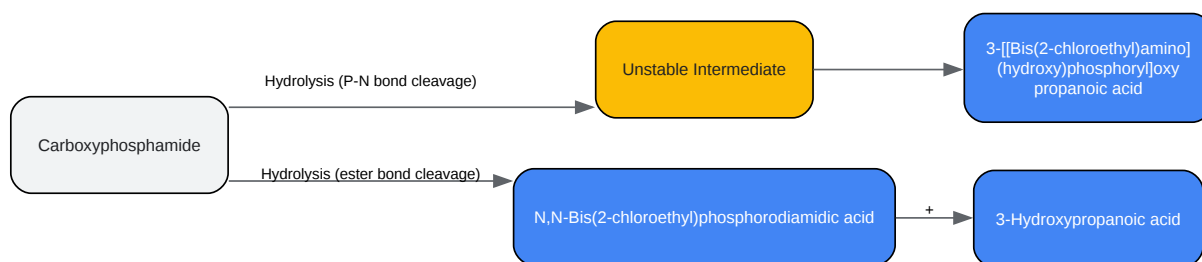 3-[[Bis(2-chloroethyl)amino]
(hydroxy)phosphoryl]oxy
propanoic acid
Unstable Intermediate
Hydrolysis (P-N bond cleavage)
Carboxyphosphamide
Hydrolysis (ester bond cleavage)
N,N-Bis(2-chloroethyl)phosphorodiamidic acid
+
3-Hydroxypropanoic acid